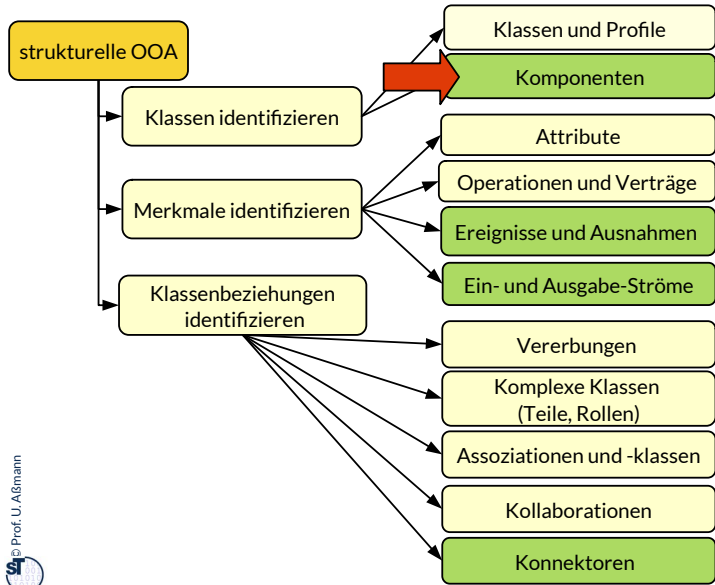 strukturelle OOA
Klassen identifizieren
Merkmale identifizieren
Klassenbeziehungen
identifizieren
Klassen und Profile
Komponenten
Attribute
Operationen und Verträge
Ereignisse und Ausnahmen
Ein- und Ausgabe-Ströme
Vererbungen
Komplexe Klassen
(Teile, Rollen)
Assoziationen und -klassen
Kollaborationen
Konnektoren
© Prof. U. Aßmann
ST